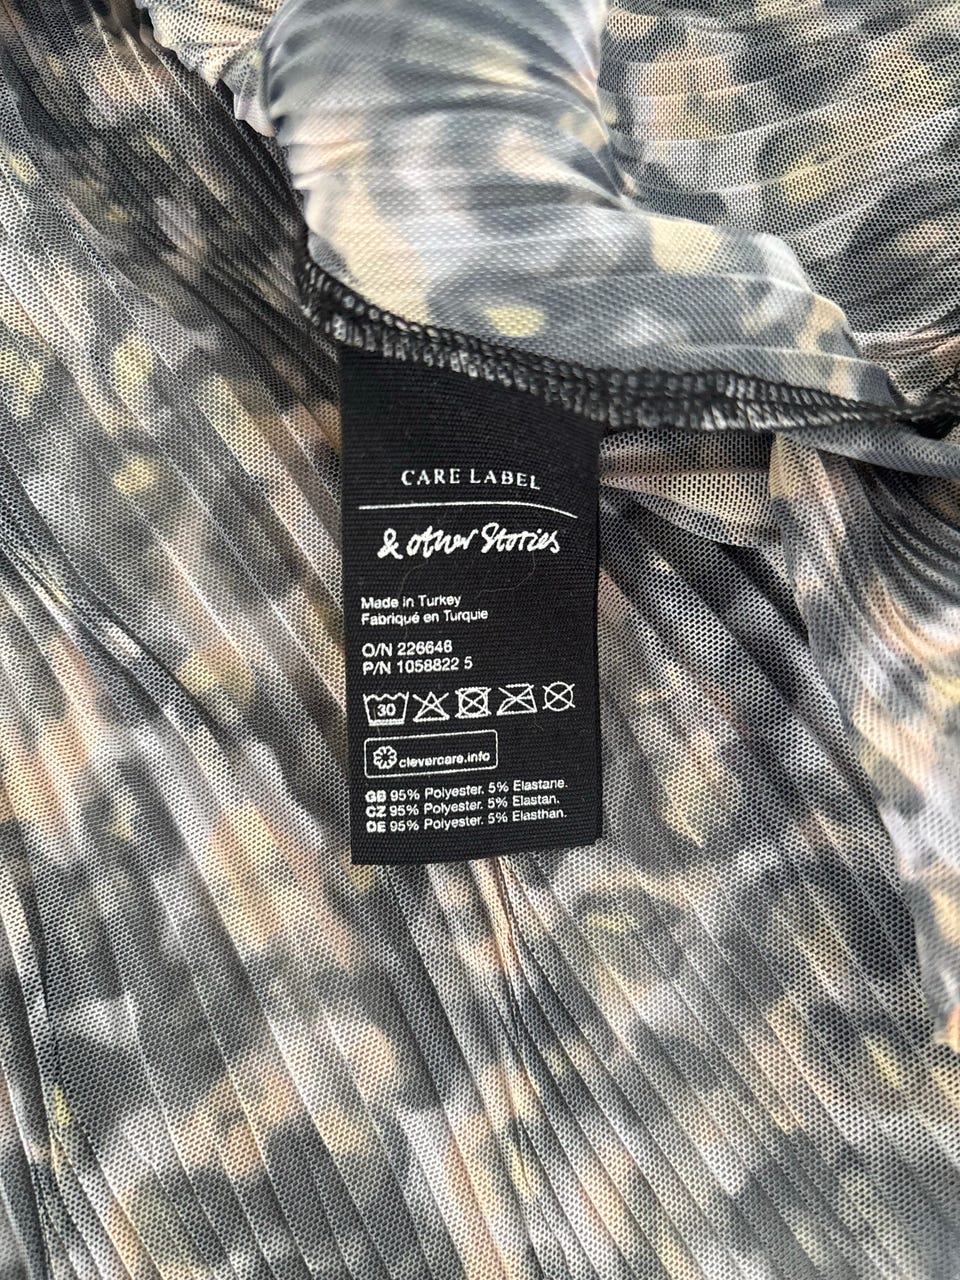 CARE LABEL
& other Stories
Made in Turkey
Fabriqué en Turquie
O/N 226646
P/N 1058822 5
30
clevercare.info
GB 95% Polyester. 5% Elastane.
CZ 95% Polyester. 5% Elastan.
DE 95% Polyester. 5% Elasthan.